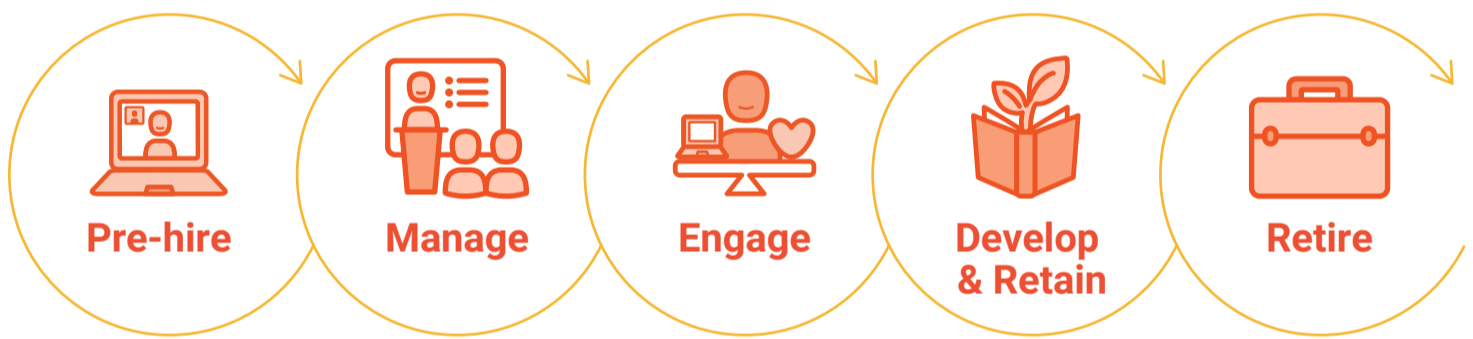 Pre-hire
Manage
Engage
Develop
& Retain
Retire